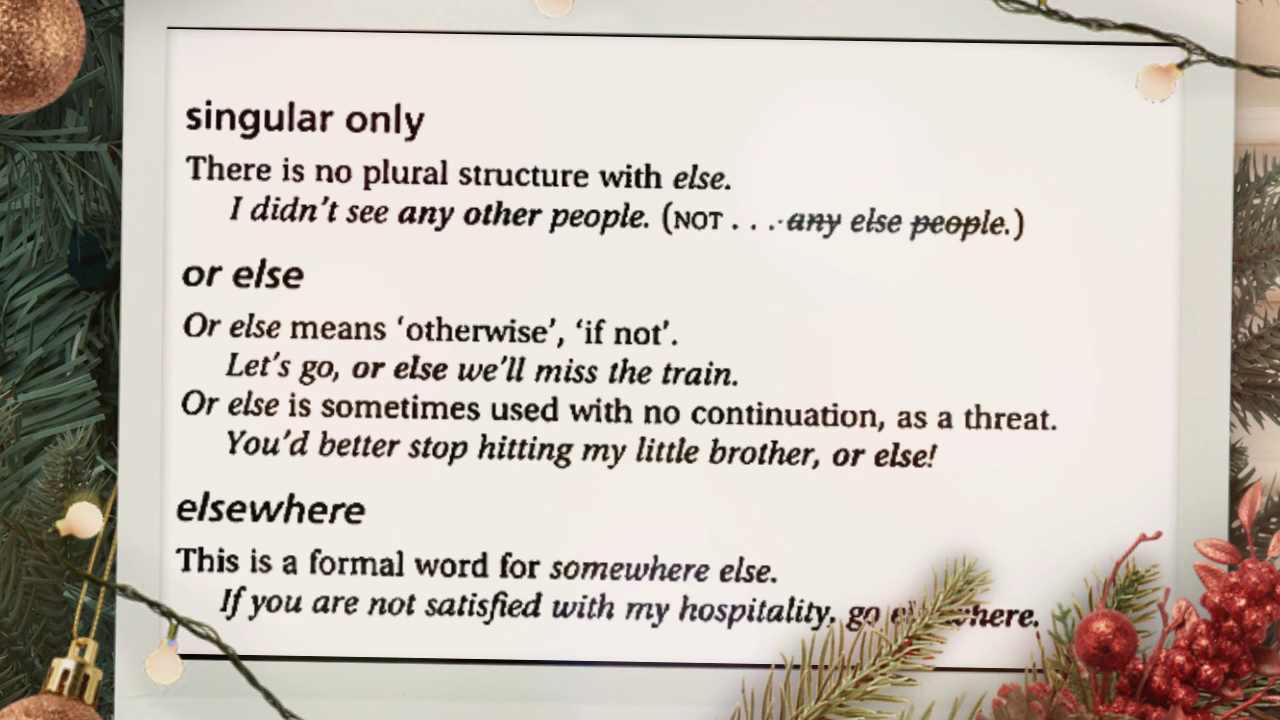 singular only
There is no plural structure with else.
I didn't see any other people. (NOT . . . any else people.)
or else
Or else means ‘otherwise’, ‘if not’.
Let's go, or else we'll miss the train.
Or else is sometimes used with no continuation, as a threat.
You'd better stop hitting my little brother, or else!
elsewhere
This is a formal word for somewhere else.
If you are not satisfied with my hospitality, go elsewhere.